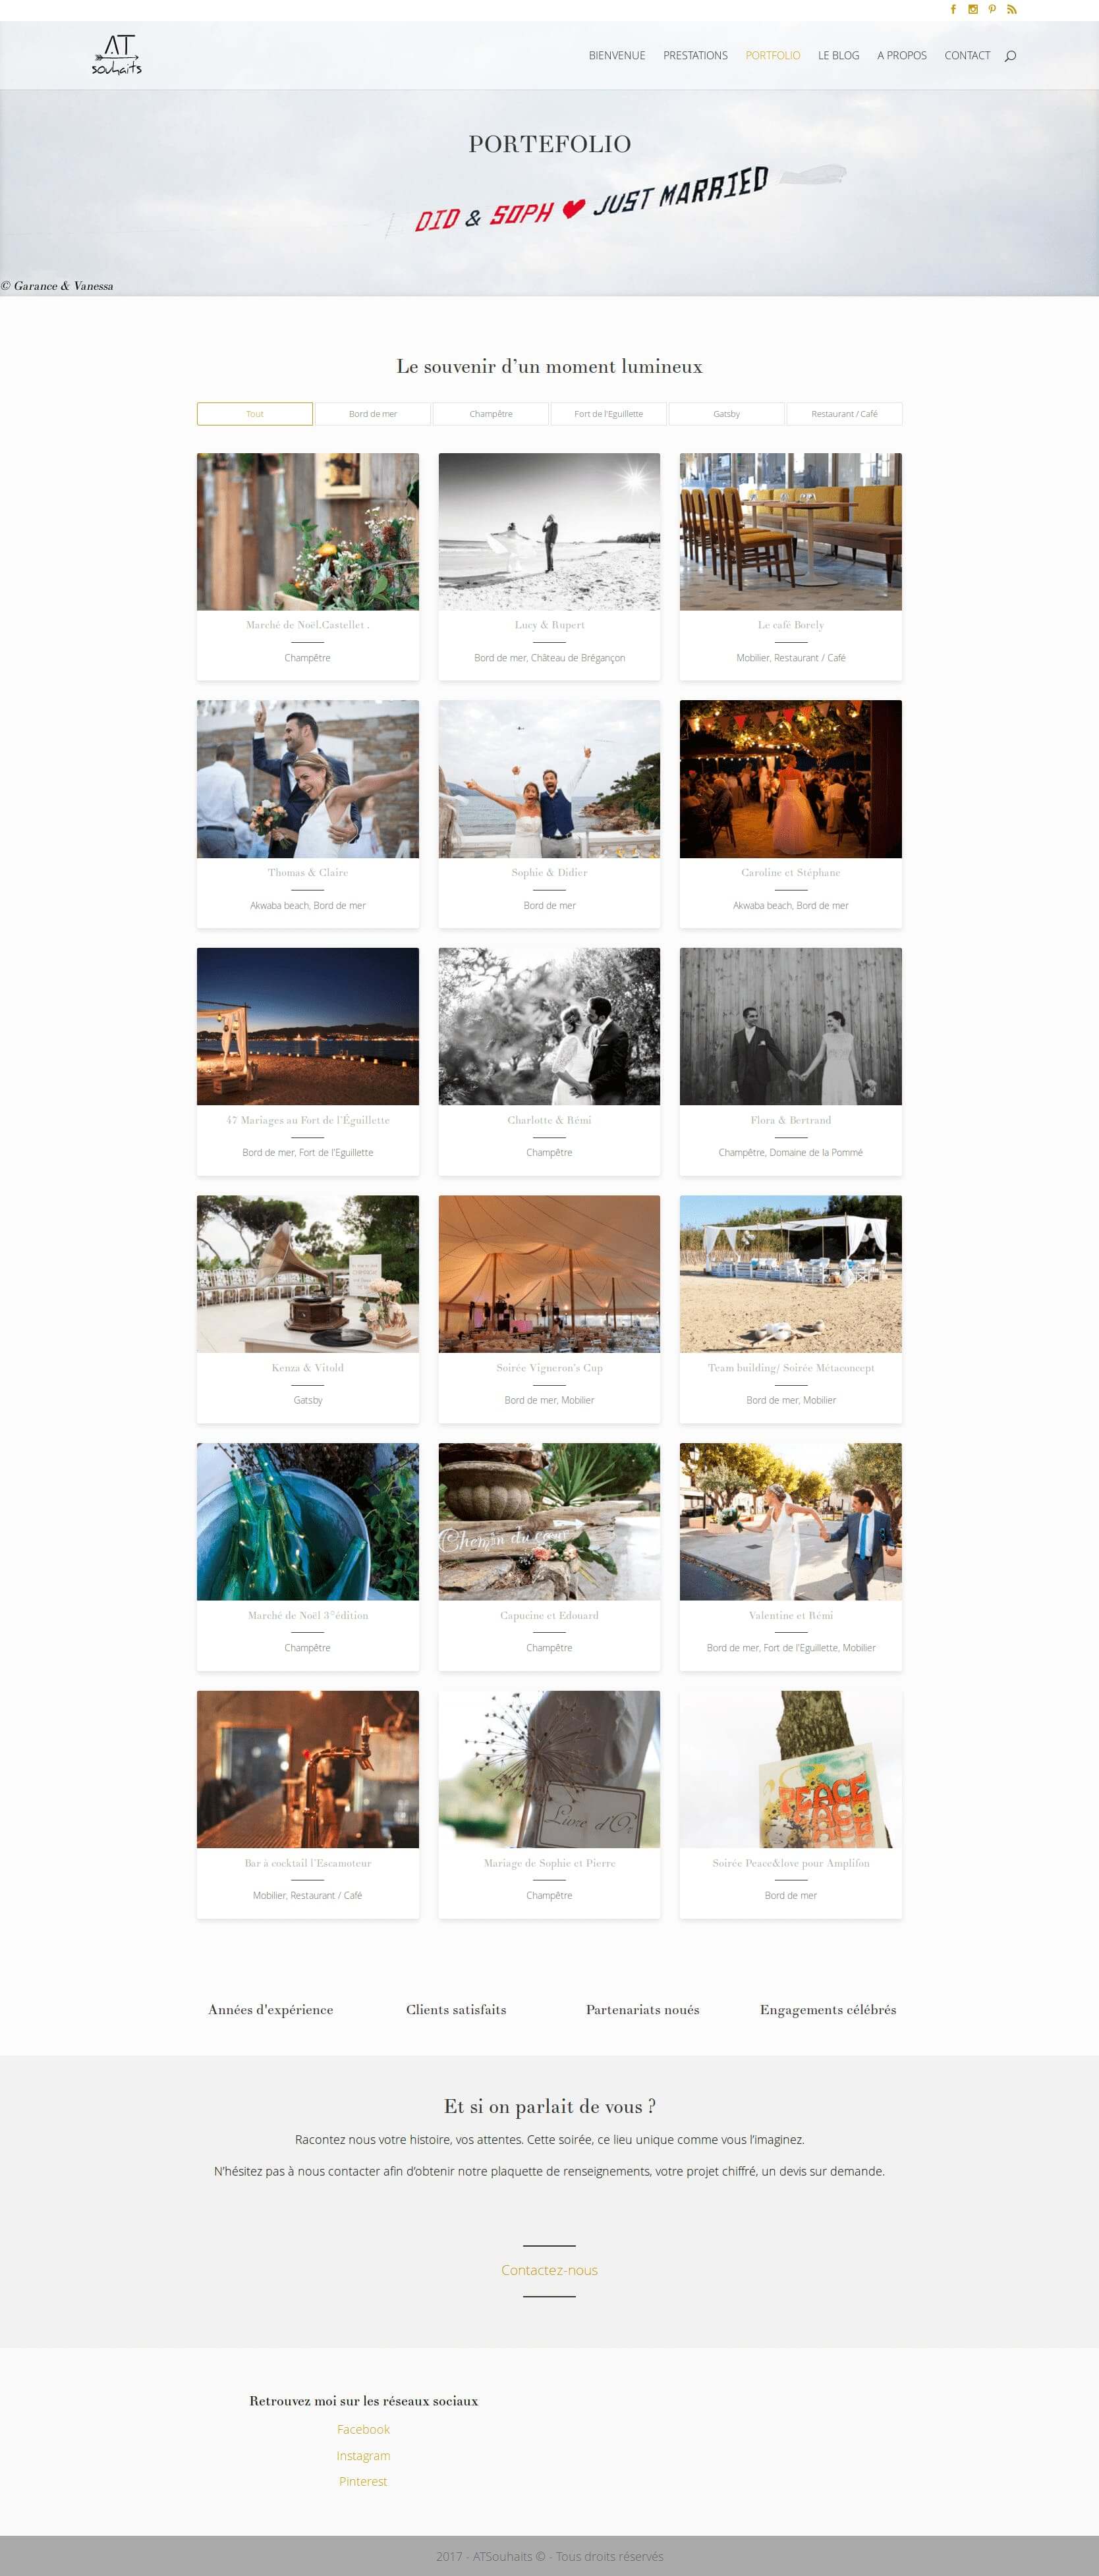 AT
souhaits
BIENVENUE
PRESTATIONS
PORTFOLIO
LE BLOG
A PROPOS
CONTACT
PORTEFOLIO
DID & SOPH JUST MARRIED
© Garance & Vanessa
Le souvenir d'un moment lumineux
Tout
Bord de mer
Champêtre
Fort de l'Eguillette
Gatsby
Restaurant / Café
Marché de Noël.Castellet .
Champêtre
Lucy & Rupert
Bord de mer, Château de Brégançon
Le café Borely
Mobilier, Restaurant / Café
Thomas & Claire
Akwaba beach, Bord de mer
Sophie & Didier
Bord de mer
Caroline et Stéphane
Akwaba beach, Bord de mer
47 Mariages au Fort de l'Éguillette
Bord de mer, Fort de l'Eguillette
Charlotte & Rémi
Champêtre
Flora & Bertrand
Champêtre, Domaine de la Pommé
Kenza & Vitold
Gatsby
Soirée Vigneron's Cup
Bord de mer, Mobilier
Team building/ Soirée Métaconcept
Bord de mer, Mobilier
Chemin du cœur
Marché de Noël 3°édition
Champêtre
Capucine et Edouard
Champêtre
Valentine et Rémi
Bord de mer, Fort de l'Eguillette, Mobilier
Livre d'Or
PEACE
PEACE
Bar à cocktail l'Escamoteur
Mobilier, Restaurant / Café
Mariage de Sophie et Pierre
Champêtre
Soirée Peace&love pour Amplifon
Bord de mer
Années d'expérience
Clients satisfaits
Partenariats noués
Engagements célébrés
Et si on parlait de vous ?
Racontez nous votre histoire, vos attentes. Cette soirée, ce lieu unique comme vous l'imaginez.
N'hésitez pas à nous contacter afin d'obtenir notre plaquette de renseignements, votre projet chiffré, un devis sur demande.
Contactez-nous
Retrouvez moi sur les réseaux sociaux
Facebook
Instagram
Pinterest
2017 - ATSouhaits © - Tous droits réservés